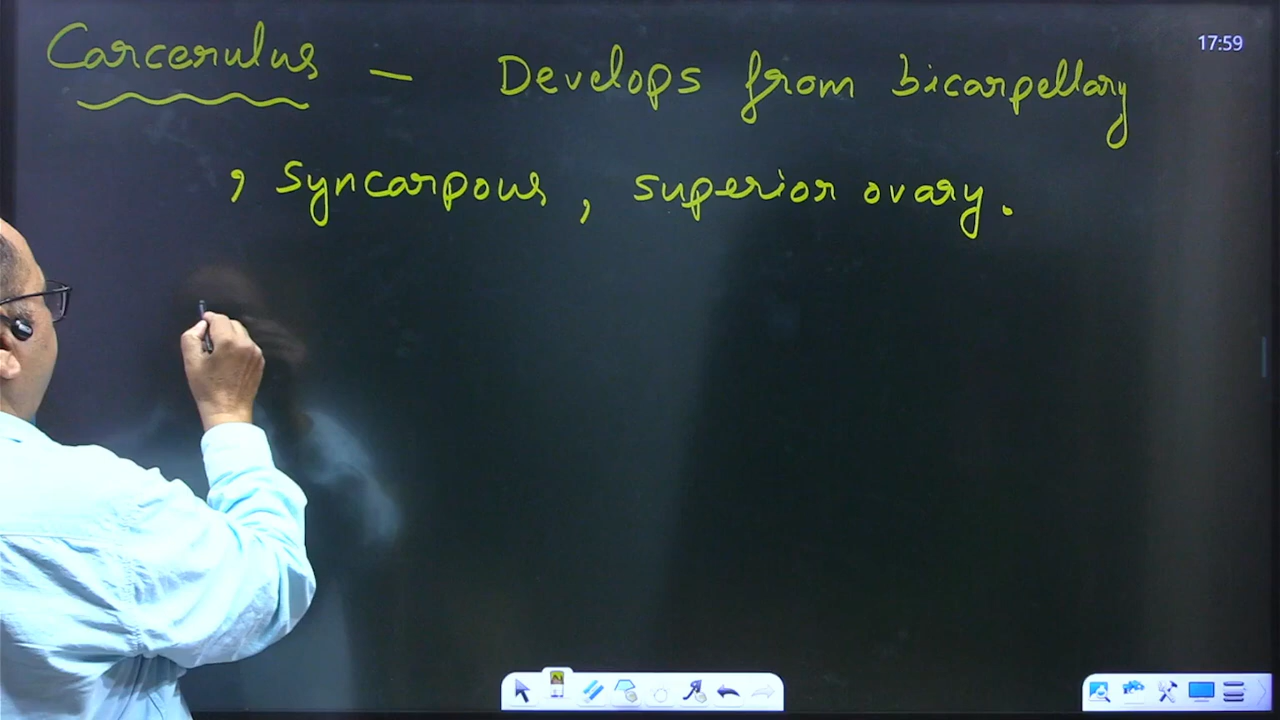 Carcerulus — Develops from bicarpellary
, syncarpous, superior ovary.
17:59